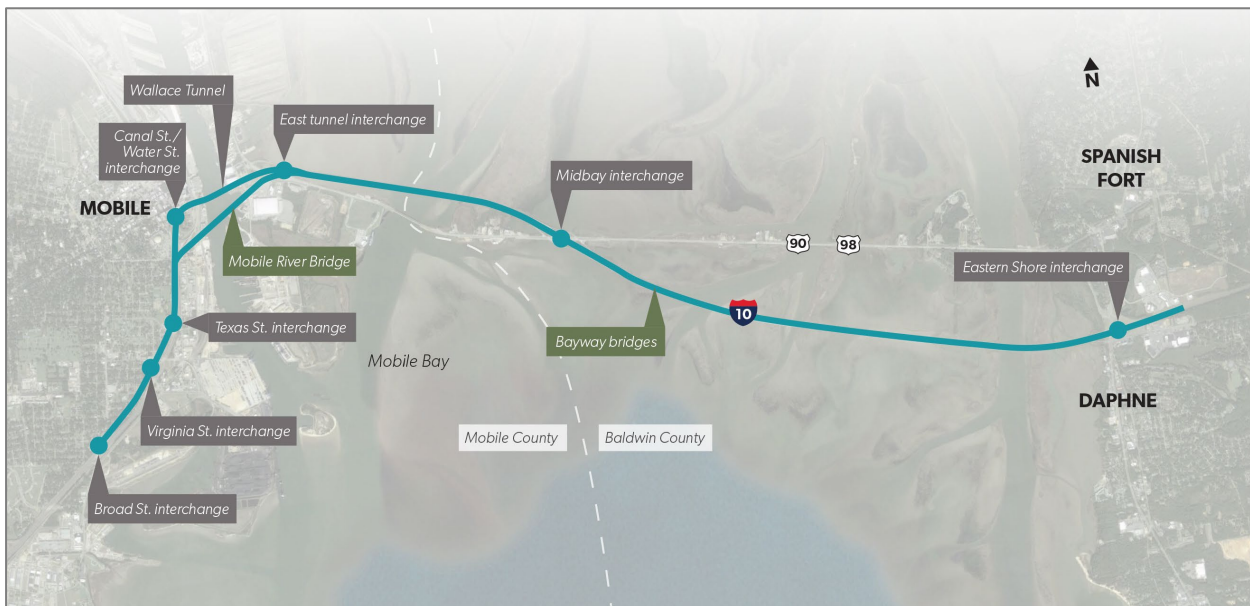 Wallace Tunnel
East tunnel interchange
Canal St./
Water St.
interchange
N
SPANISH
FORT
MOBILE
Midbay interchange
90
98
Mobile River Bridge
Eastern Shore interchange
10
Texas St. interchange
Bayway bridges
Mobile Bay
DAPHNE
Virginia St. interchange
Mobile County
Baldwin County
Broad St. interchange